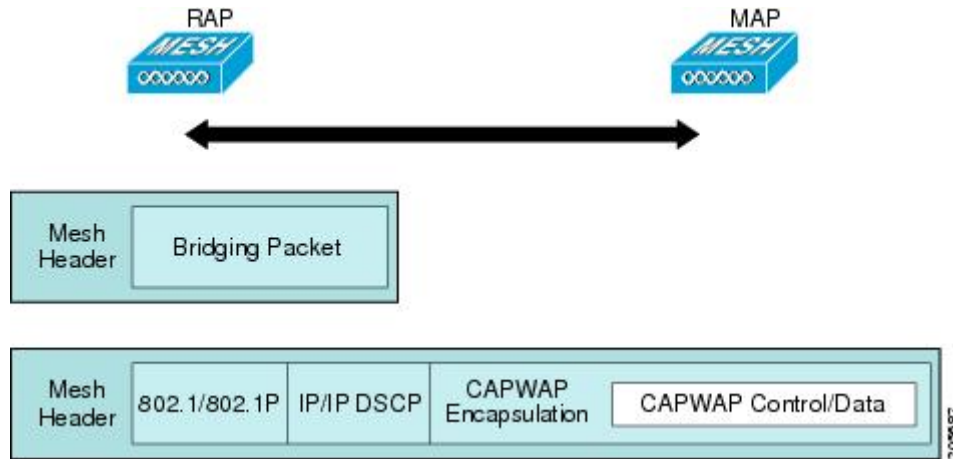 RAP
MAP
MESH
MESH
Mesh
Header
Bridging Packet
Mesh
Header
802.1/802.1P
IP/IP DSCP
CAPWAP
Encapsulation
CAPWAP Control/Data